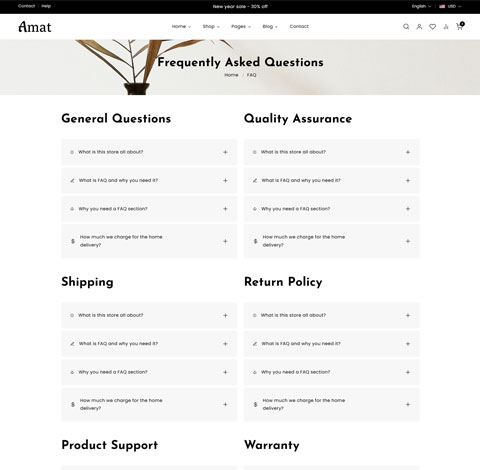 Contact | Help
New year sale - 30% off
English
USD
Amat
Home
Shop
Pages
Blog
Contact
0
Frequently Asked Questions
Home / FAQ
General Questions
What is this store all about?
What is FAQ and why you need it?
Why you need a FAQ section?
How much we charge for the home
delivery?
Quality Assurance
What is this store all about?
What is FAQ and why you need it?
Why you need a FAQ section?
How much we charge for the home
delivery?
Shipping
What is this store all about?
What is FAQ and why you need it?
Why you need a FAQ section?
How much we charge for the home
delivery?
Return Policy
What is this store all about?
What is FAQ and why you need it?
Why you need a FAQ section?
How much we charge for the home
delivery?
Product Support
Warranty